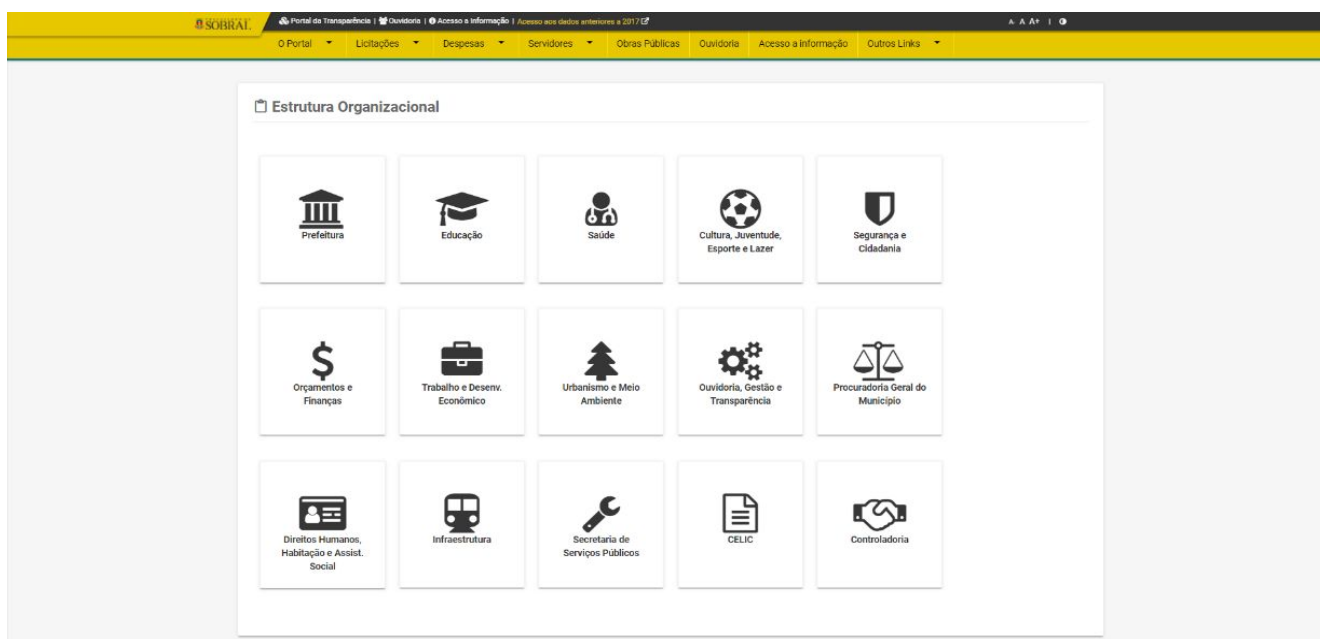 SOBRAL
Portal da Transparência | Ouvidoria | Acesso a Informação | Acesso aos dados anteriores a 2017
A- A A+ |
O Portal Licitações Despesas Servidores Obras Públicas Ouvidoria Acesso a informação Outros Links
Estrutura Organizacional
Prefeitura
Educação
Saúde
Cultura, Juventude,
Esporte e Lazer
Segurança e
Cidadania
Orçamentos e
Finanças
Trabalho e Desenv.
Econômico
Urbanismo e Meio
Ambiente
Ouvidoria, Gestão e
Transparência
Procuradoria Geral do
Município
Direitos Humanos,
Habitação e Assist.
Social
Infraestrutura
Secretaria de
Serviços Públicos
CELIC
Controladoria